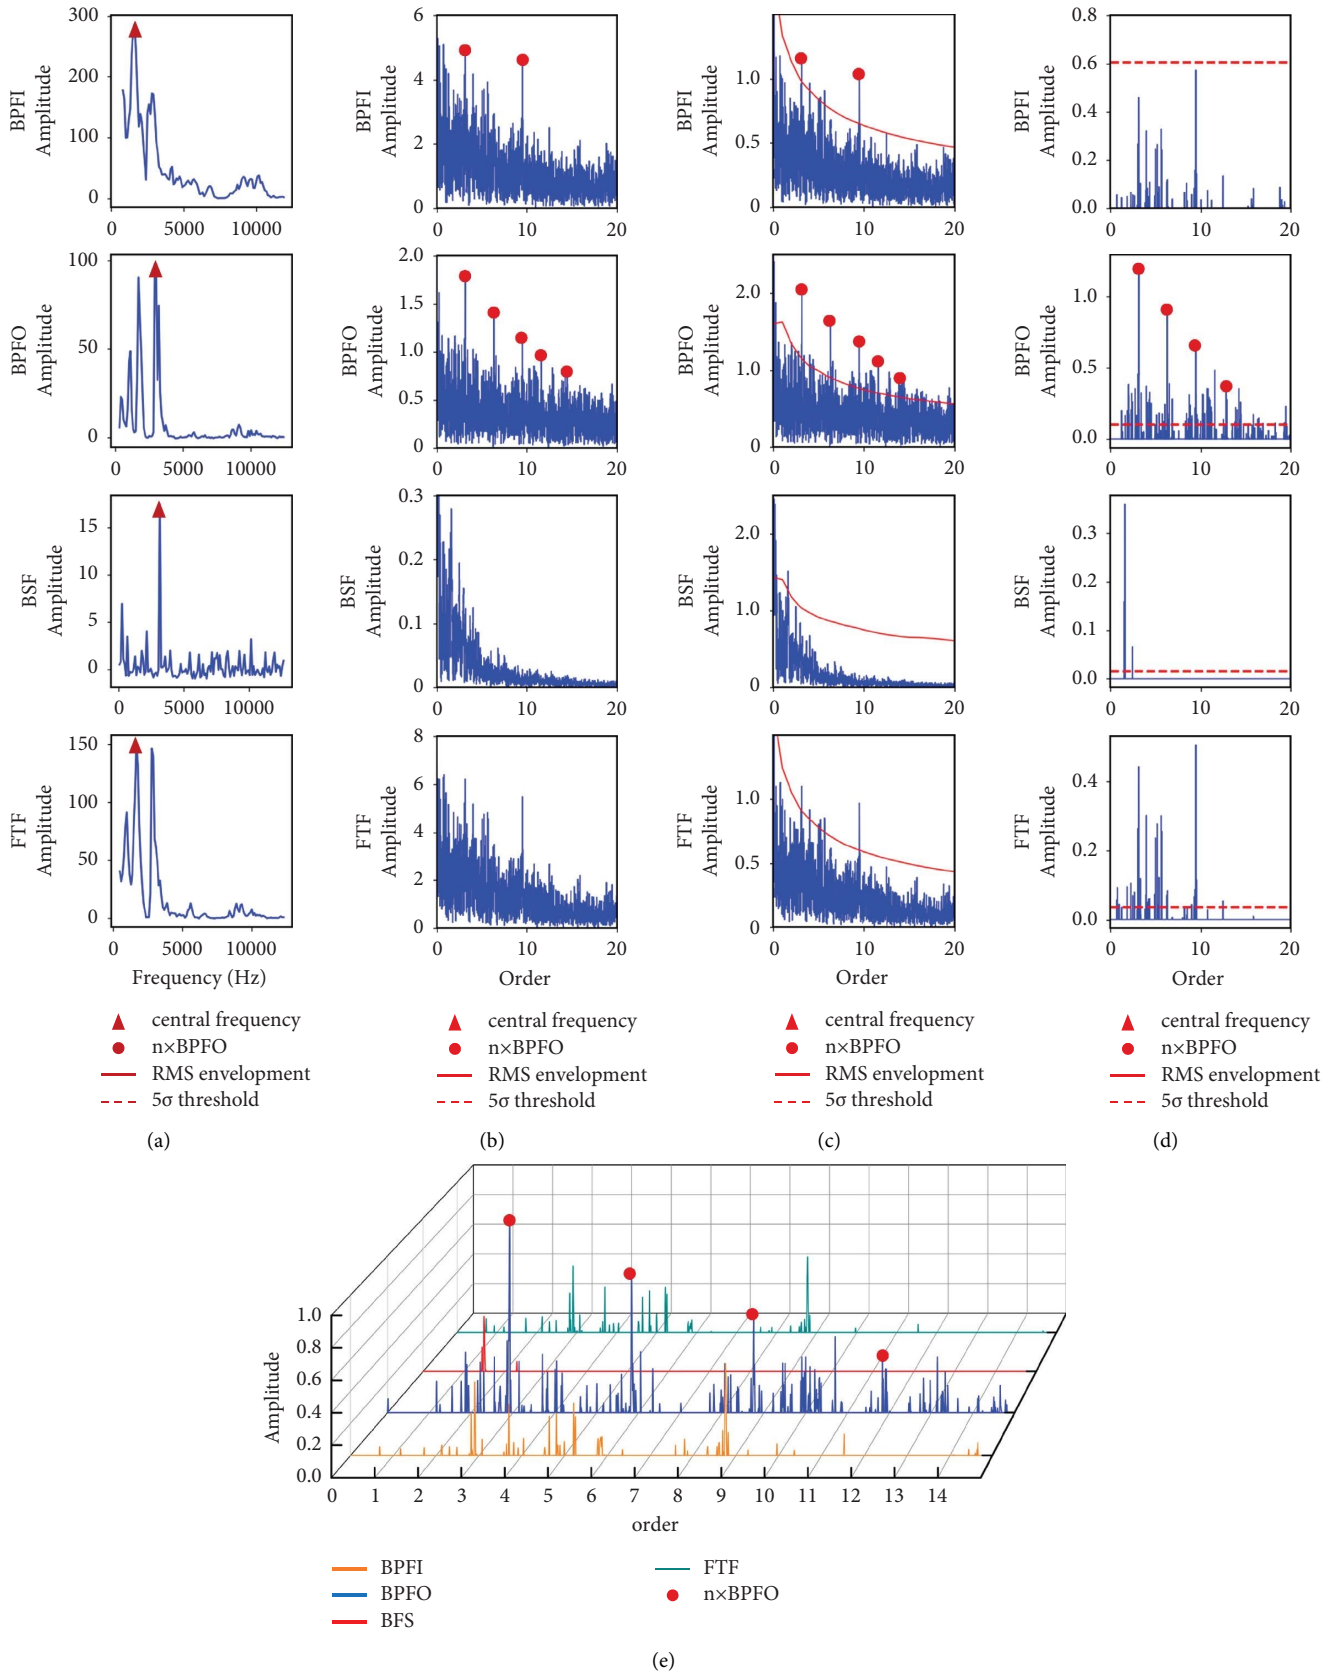 BPFI
Amplitude
300
200
100
0
0
5000
10000
BPFI
Amplitude
6
4
2
0
0
10
20
BPFI
Amplitude
1.0
0.5
0
0
10
20
BPFI
Amplitude
0.8
0.6
0.4
0.2
0.0
0
10
20
BPFO
Amplitude
100
50
0
0
5000
10000
BPFO
Amplitude
2.0
1.5
1.0
0.5
0
0
10
20
BPFO
Amplitude
2.0
1.0
0
0
10
20
BPFO
Amplitude
1.0
0.5
0.0
0
10
20
BSF
Amplitude
15
10
5
0
0
5000
10000
BSF
Amplitude
0.3
0.2
0.1
0
0
10
20
BSF
Amplitude
2.0
1.0
0
0
10
20
BSF
Amplitude
0.3
0.3
0.1
0.0
0
10
20
FTF
Amplitude
150
100
50
0
0
5000
10000
Frequency (Hz)
FTF
Amplitude
8
6
4
2
0
0
10
20
Order
FTF
Amplitude
1.0
0.5
0
0
10
20
Order
FTF
Amplitude
0.4
0.2
0.0
0
10
20
Order
central frequency
n×BPFO
RMS envelopment
5σ threshold
(a)
central frequency
n×BPFO
RMS envelopment
5σ threshold
(b)
central frequency
n×BPFO
RMS envelopment
5σ threshold
(c)
central frequency
n×BPFO
RMS envelopment
5σ threshold
(d)
Amplitude
1.0
0.8
0.6
0.4
0.2
0.0
0 1 2 3 4 5 6 7 8 9 10 11 12 13 14
order
BPFI
BPFO
BFS
FTF
n×BPFO
(e)